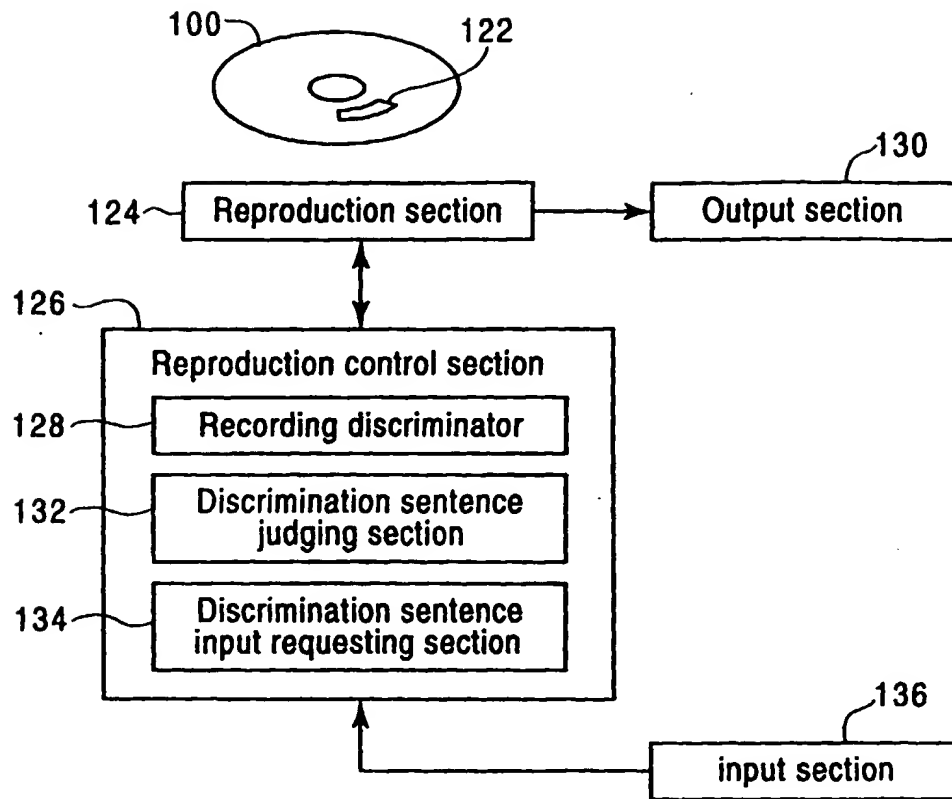 100
122
130
124
Reproduction section
Output section
126
Reproduction control section
128
Recording discriminator
132
Discrimination sentence
judging section
134
Discrimination sentence
input requesting section
136
input section